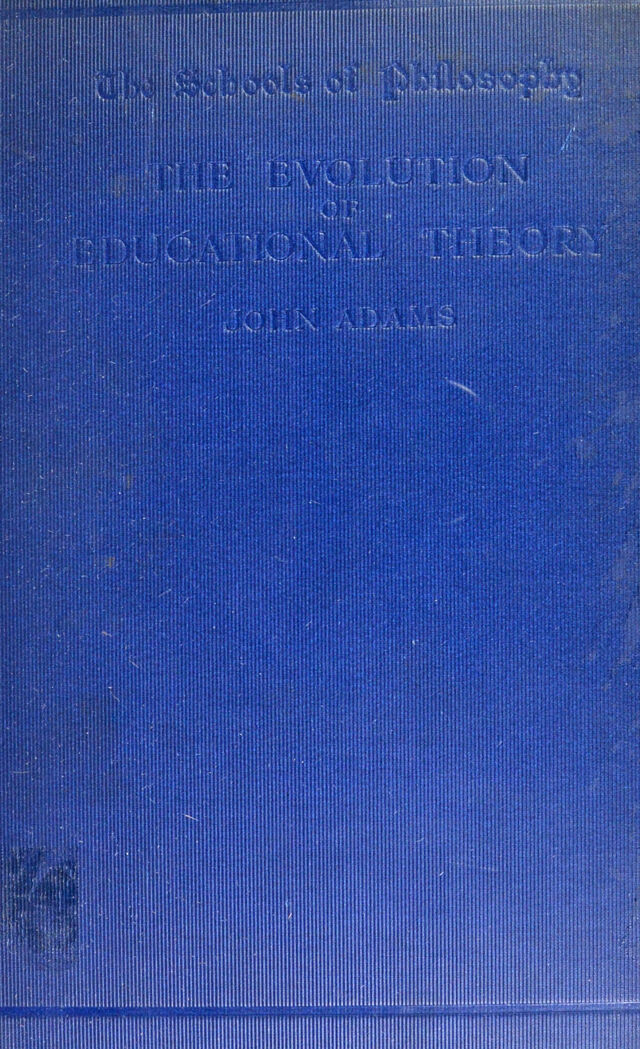 The Schools of Philosophy
THE EVOLUTION
OF
EDUCATIONAL THEORY
JOHN ADAMS